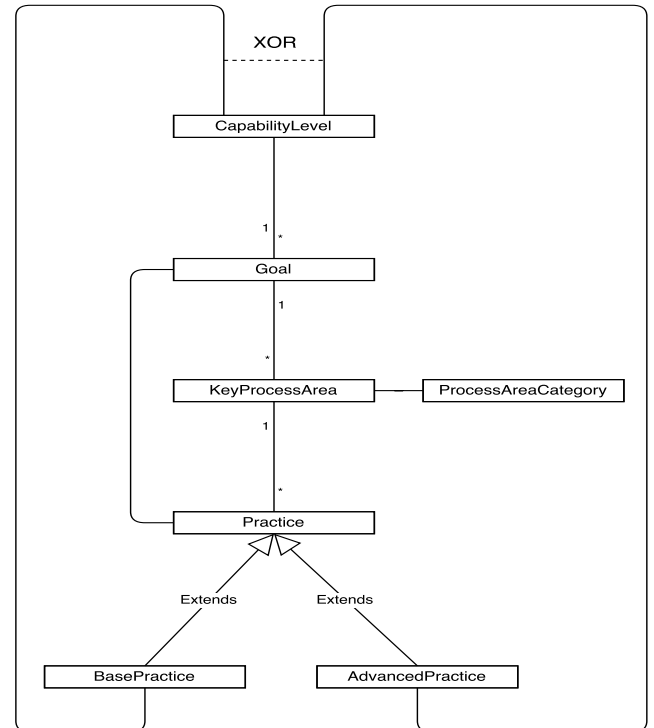 XOR
CapabilityLevel
1
*
Goal
1
*
KeyProcessArea
ProcessAreaCategory
1
*
Practice
Extends
Extends
BasePractice
AdvancedPractice